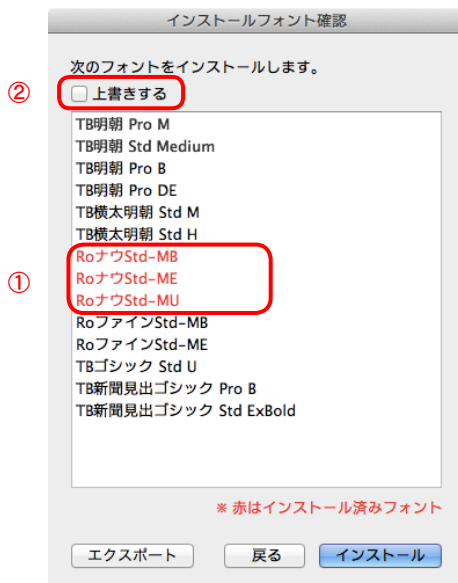 インストールフォント確認
次のフォントをインストールします。
② 上書きする
TB明朝 Pro M
TB明朝 Std Medium
TB明朝 Pro B
TB明朝 Pro DE
TB横太明朝 Std M
TB横太明朝 Std H
RoナウStd-MB
① RoナウStd-ME
RoナウStd-MU
RoファインStd-MB
RoファインStd-ME
TBゴシック Std U
TB新聞見出ゴシック Pro B
TB新聞見出ゴシック Std ExBold
※ 赤はインストール済みフォント
エクスポート 戻る インストール